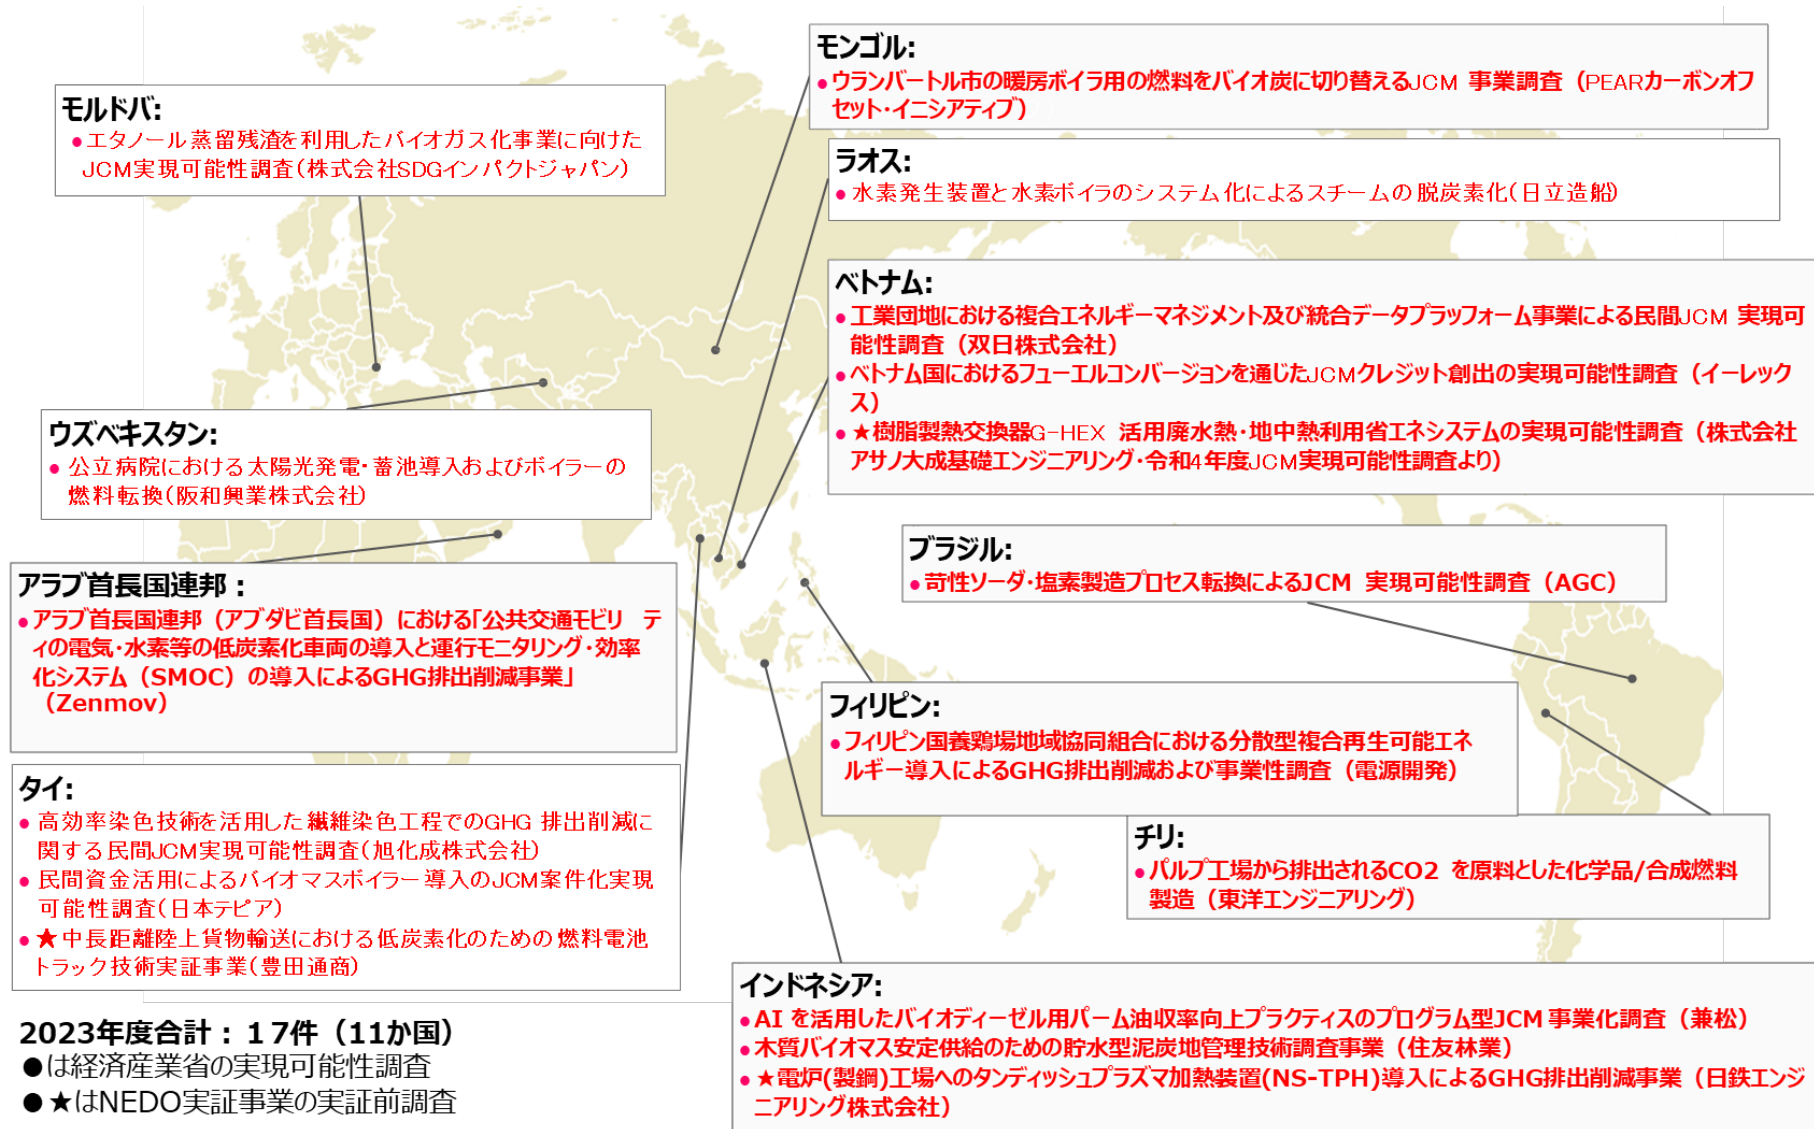 モンゴル:
●ウランバートル市の暖房ボイラ用の燃料をバイオ炭に切り替えるJCM 事業調査（PEARカーボンオフ
セット・イニシアティブ）
モルドバ:
●エタノール蒸留残渣を利用したバイオガス化事業に向けた
JCM実現可能性調査(株式会社SDGインパクトジャパン)
ラオス:
●水素発生装置と水素ボイラのシステム化によるスチームの脱炭素化(日立造船)
ベトナム:
●工業団地における複合エネルギーマネジメント及び統合データプラッフォーム事業による民間JCM 実現可
能性調査（双日株式会社）
●ベトナム国におけるフューエルコンバージョンを通じたJCMクレジット創出の実現可能性調査（イーレック
ス）
●★樹脂製熱交換器G-HEX 活用廃水熱・地中熱利用省エネシステムの実現可能性調査（株式会社
アサノ大成基礎エンジニアリング・令和4年度JCM実現可能性調査より）
ウズベキスタン:
●公立病院における太陽光発電・蓄池導入およびボイラーの
燃料転換(阪和興業株式会社)
ブラジル:
●苛性ソーダ・塩素製造プロセス転換によるJCM 実現可能性調査（AGC）
アラブ首長国連邦：
●アラブ首長国連邦（アブダビ首長国）における「公共交通モビリ テ
ィの電気・水素等の低炭素化車両の導入と運行モニタリング・効率
化システム（SMOC）の導入によるGHG排出削減事業」
（Zenmov）
フィリピン:
●フィリピン国養鶏場地域協同組合における分散型複合再生可能エネ
ルギー導入によるGHG排出削減および事業性調査（電源開発）
タイ:
●高効率染色技術を活用した繊維染色工程でのGHG 排出削減に
関する民間JCM実現可能性調査(旭化成株式会社)
●民間資金活用によるバイオマスボイラー導入のJCM案件化実現
可能性調査(日本テピア)
●★中長距離陸上貨物輸送における低炭素化のための燃料電池
トラック技術実証事業(豊田通商)
チリ:
●パルプ工場から排出されるCO2 を原料とした化学品/合成燃料
製造（東洋エンジニアリング）
インドネシア:
●AI を活用したバイオディーゼル用パーム油収率向上プラクティスのプログラム型JCM 事業化調査（兼松）
●木質バイオマス安定供給のための貯水型泥炭地管理技術調査事業（住友林業）
●★電炉(製鋼)工場へのタンディッシュプラズマ加熱装置(NS-TPH)導入によるGHG排出削減事業（日鉄エンジ
ニアリング株式会社）
2023年度合計：１７件（11か国）
●は経済産業省の実現可能性調査
●★はNEDO実証事業の実証前調査